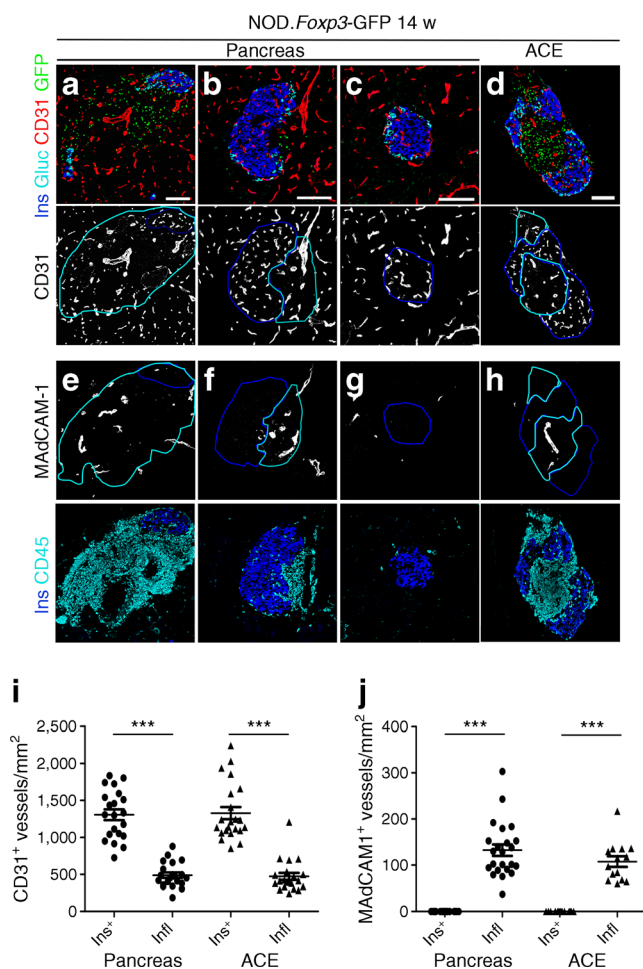 NOD.Foxp3-GFP 14 w
Pancreas ACE
a b c d
Ins Gluc CD31 GFP
CD31
e f g h
MAdCAM-1
Ins CD45
i j
CD31+ vessels/mm2
2,500
2,000
1,500
1,000
500
0
*** ***
Ins+ Infl Ins+ Infl
Pancreas ACE
MAdCAM1+ vessels/mm2
400
300
200
100
0
*** ***
Ins+ Infl Ins+ Infl
Pancreas ACE